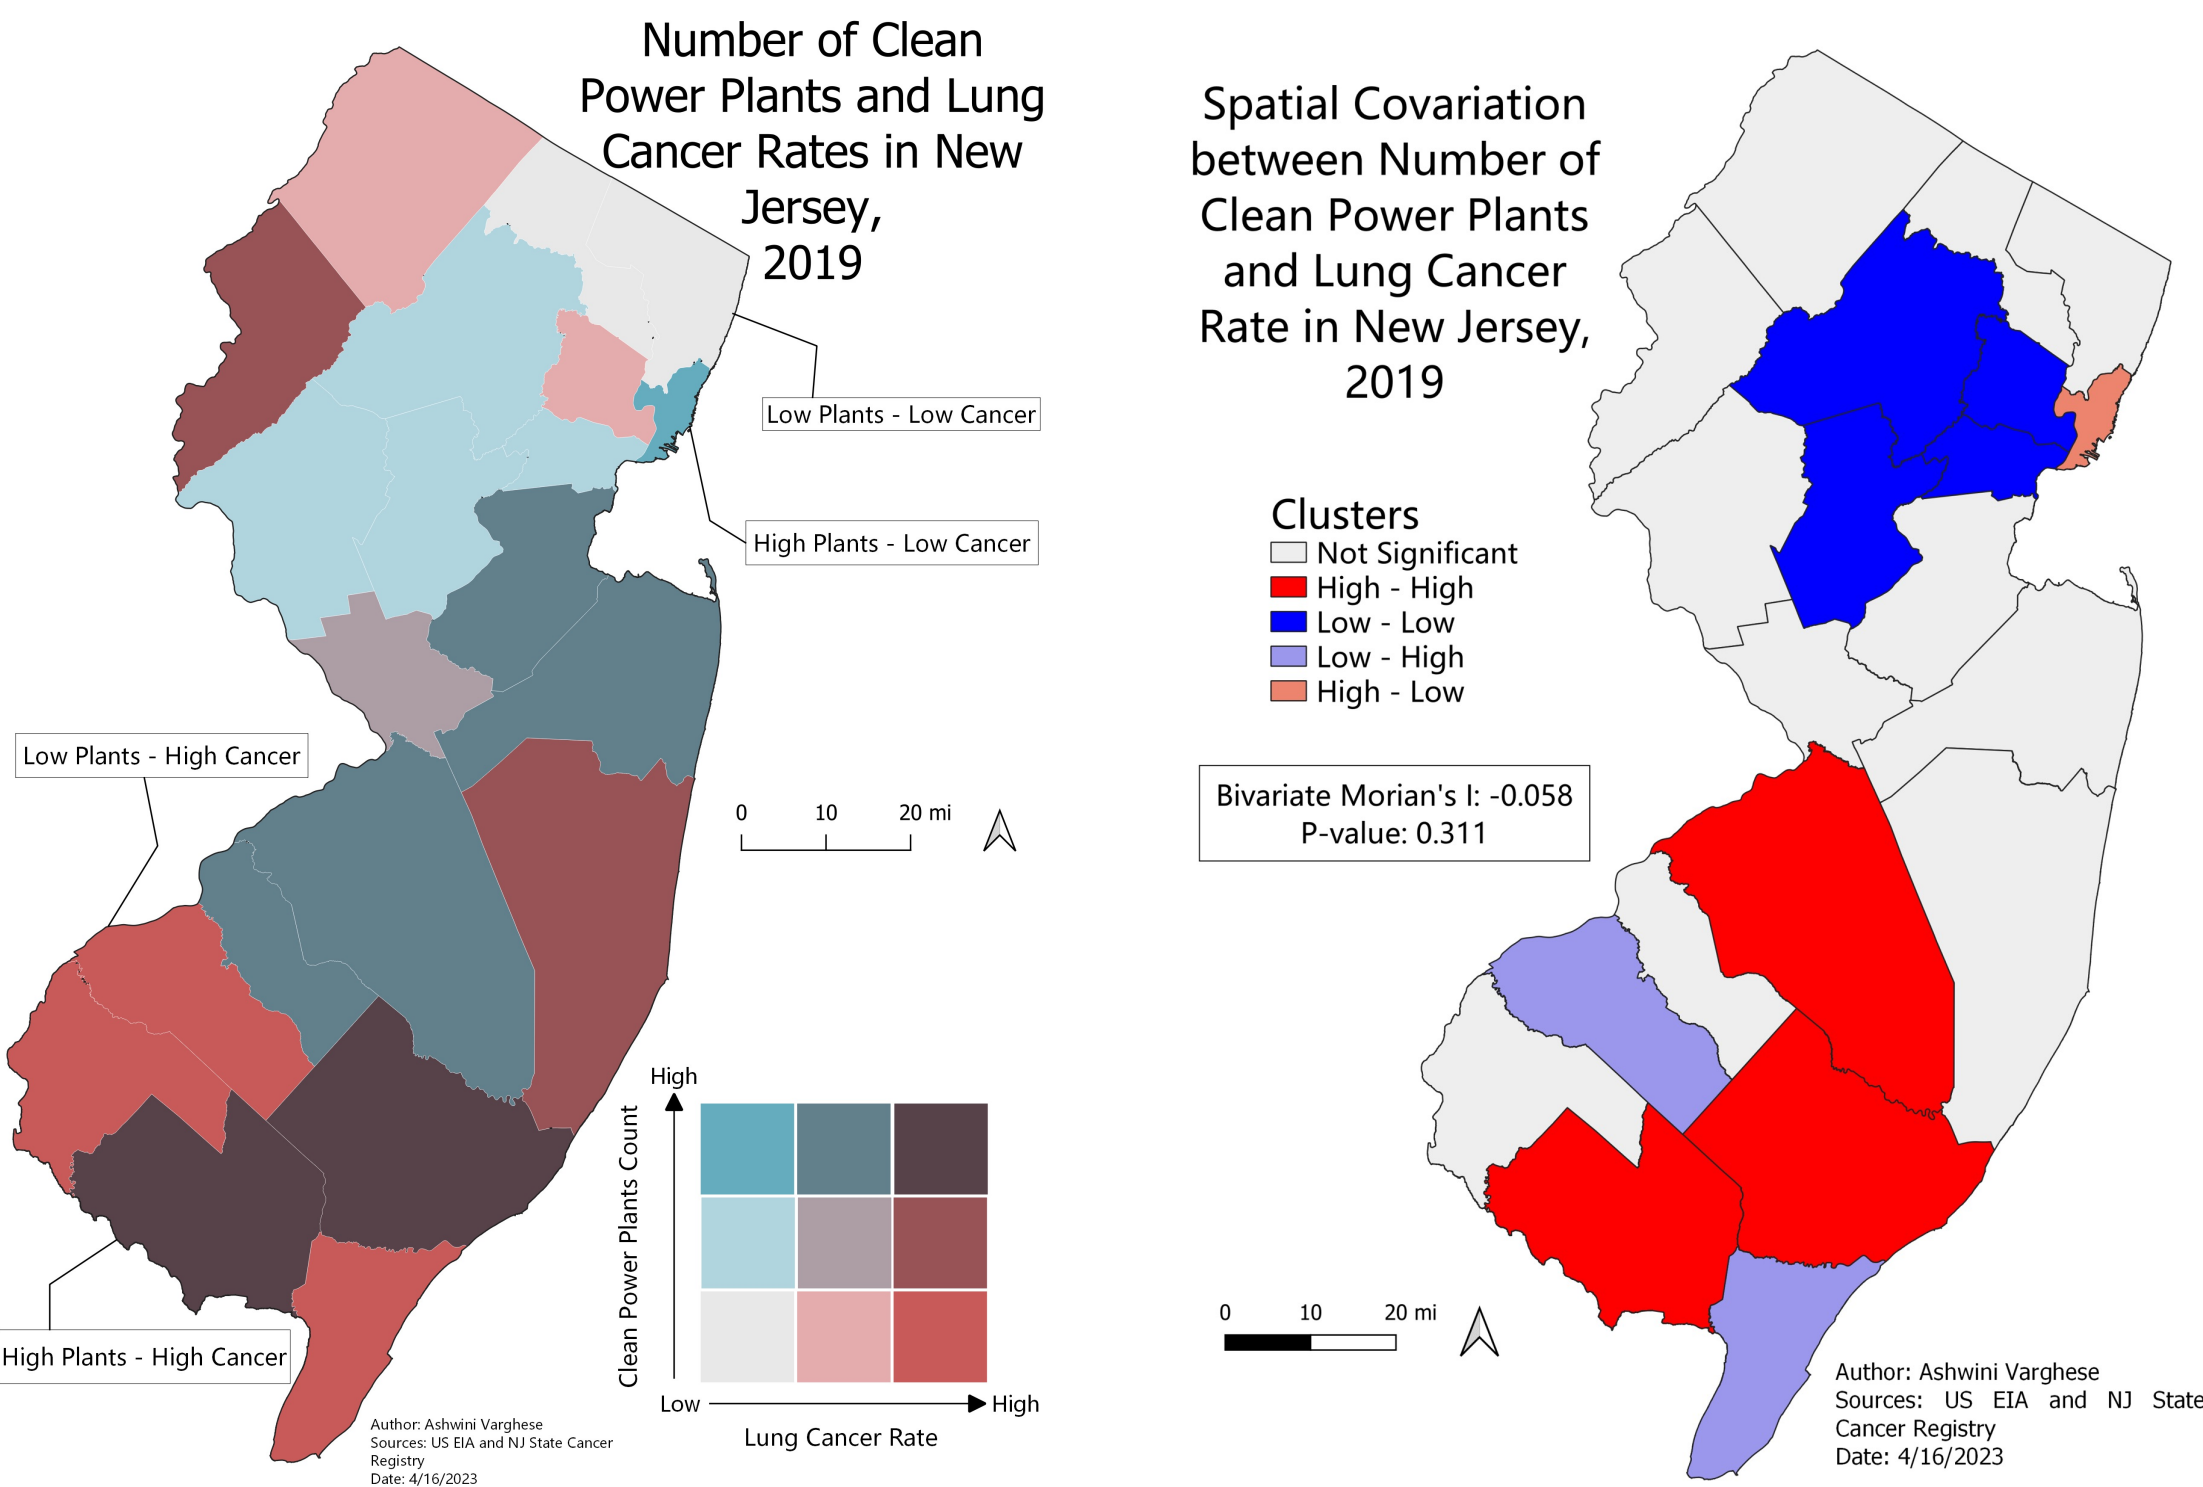 Number of Clean
Power Plants and Lung
Cancer Rates in New
Jersey,
2019
Low Plants - Low Cancer
High Plants - Low Cancer
Low Plants - High Cancer
0 10 20 mi
High Plants - High Cancer
High
Clean Power Plants Count
Low
High
Lung Cancer Rate
Author: Ashwini Varghese
Sources: US EIA and NJ State Cancer
Registry
Date: 4/16/2023
Spatial Covariation
between Number of
Clean Power Plants
and Lung Cancer
Rate in New Jersey,
2019
Clusters
Not Significant
High - High
Low - Low
Low - High
High - Low
Bivariate Morian's I: -0.058
P-value: 0.311
0 10 20 mi
Author: Ashwini Varghese
Sources: US EIA and NJ State
Cancer Registry
Date: 4/16/2023